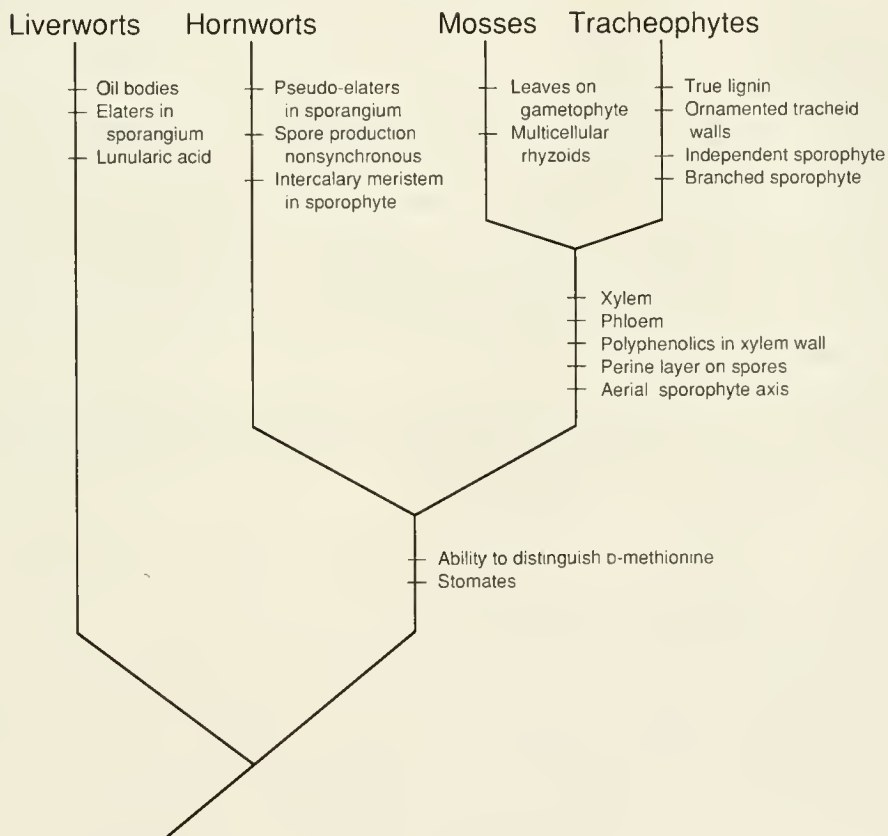 Liverworts
Hornworts
Mosses
Tracheophytes
Oil bodies
Elaters in
sporangium
Lunularic acid
Pseudo-elaters
in sporangium
Spore production
nonsynchronous
Intercalary meristem
in sporophyte
Leaves on
gametophyte
Multicellular
rhyzoids
True lignin
Ornamented tracheid
walls
Independent sporophyte
Branched sporophyte
Xylem
Phloem
Polyphenolics in xylem wall
Perine layer on spores
Aerial sporophyte axis
Ability to distinguish D-methionine
Stomates